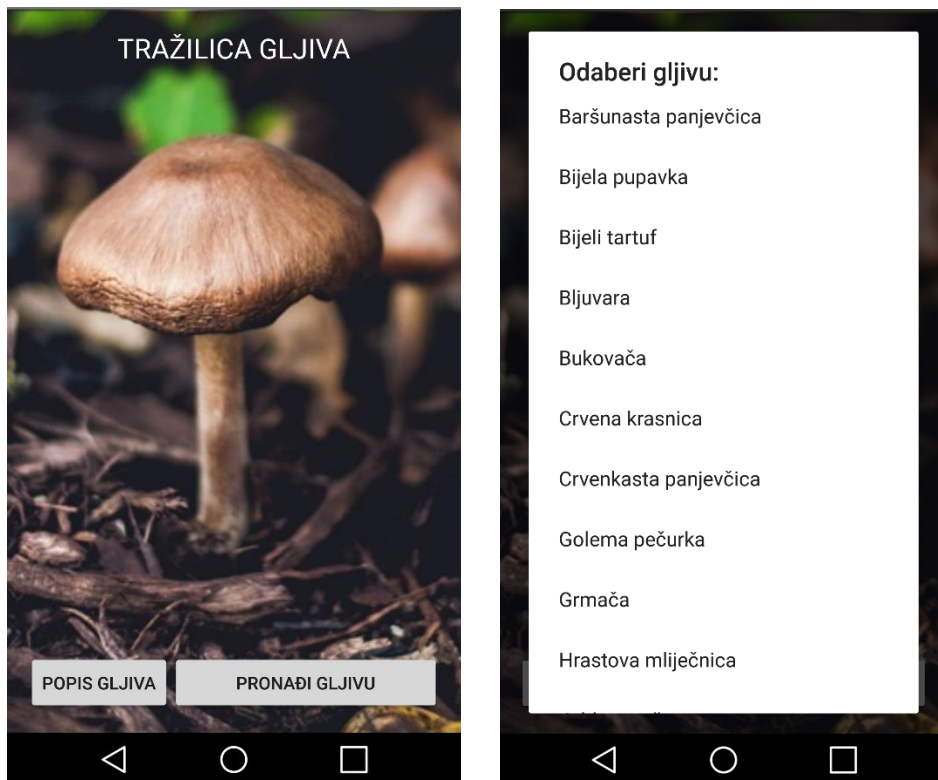 TRAŽILICA GLJIVA
POPIS GLJIVA
PRONAĐI GLJIVU
Odaberi gljivu:
Baršunasta panjevčica
Bijela pupavka
Bijeli tartuf
Bljuvara
Bukovača
Crvena krasnica
Crvenkasta panjevčica
Golema pečurka
Grmača
Hrastova mliječnica